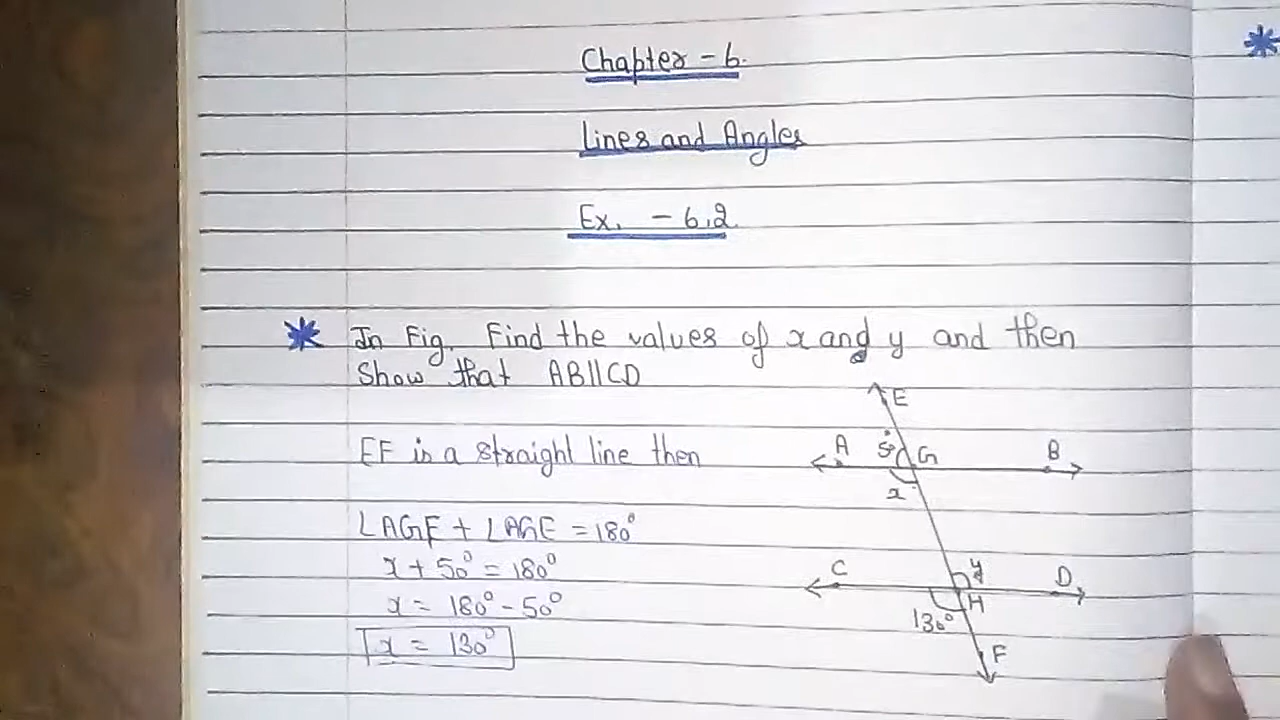 Chapter - 6.
Lines and Angles
Ex. - 6.2
* In Fig. Find the values of x and y and then
Show that AB||CD
EF is a straight line then
∠AGF + ∠AGE = 180°
x + 50° = 180°
x = 180° - 50°
x = 130°
E
A 50° G B
x
C y D
H
130°
F
*